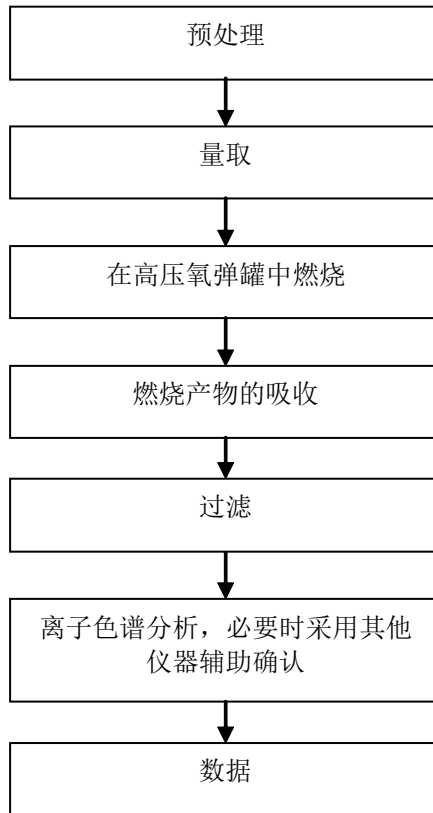 预处理
量取
在高压氧弹罐中燃烧
燃烧产物的吸收
过滤
离子色谱分析，必要时采用其他
仪器辅助确认
数据